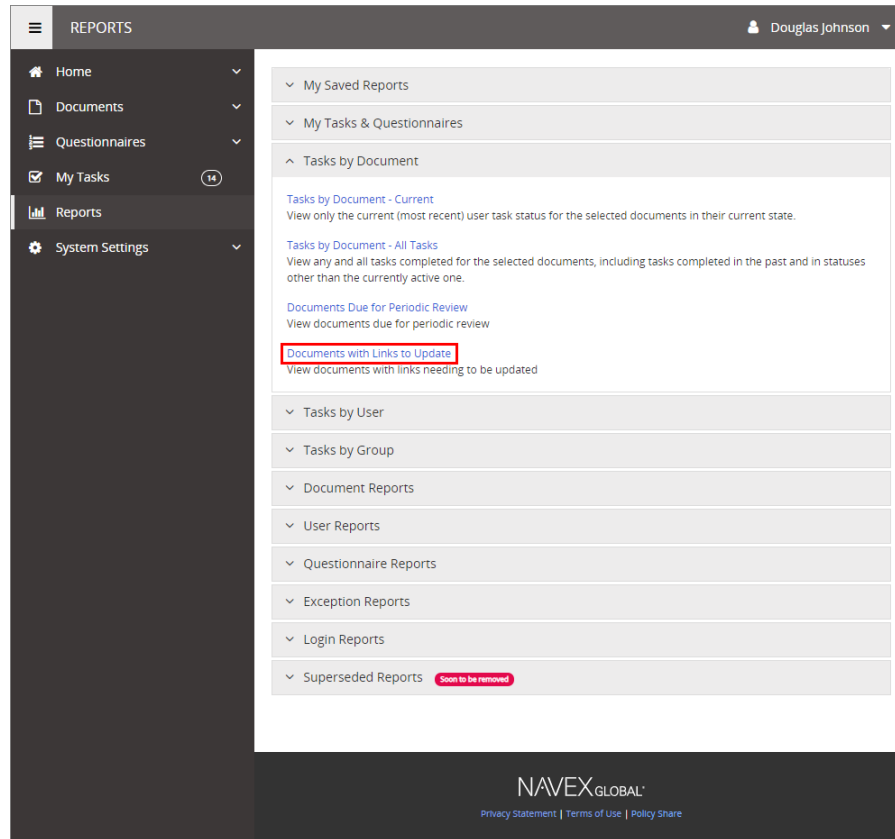 REPORTS
Douglas Johnson
Home
Documents
Questionnaires
My Tasks 14
Reports
System Settings
My Saved Reports
My Tasks & Questionnaires
Tasks by Document
Tasks by Document - Current
View only the current (most recent) user task status for the selected documents in their current state.
Tasks by Document - All Tasks
View any and all tasks completed for the selected documents, including tasks completed in the past and in statuses
other than the currently active one.
Documents Due for Periodic Review
View documents due for periodic review
Documents with Links to Update
View documents with links needing to be updated
Tasks by User
Tasks by Group
Document Reports
User Reports
Questionnaire Reports
Exception Reports
Login Reports
Superseded Reports Soon to be removed
NAVEX GLOBAL
Privacy Statement | Terms of Use | Policy Share